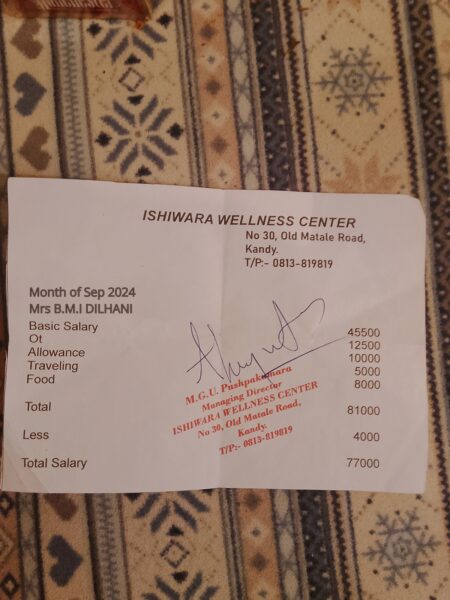 ISHIWARA WELLNESS CENTER
No 30, Old Matale Road,
Kandy.
T/P:- 0813-819819
Month of Sep 2024
Mrs B.M.I DILHANI
Basic Salary 45500
Ot 12500
Allowance 10000
Traveling 5000
Food 8000
M.G.U. Pushpakumara
Managing Director
ISHIWARA WELLNESS CENTER
No 30, Old Matale Road,
Kandy.
T/P:- 0813-819819
Total 81000
Less 4000
Total Salary 77000